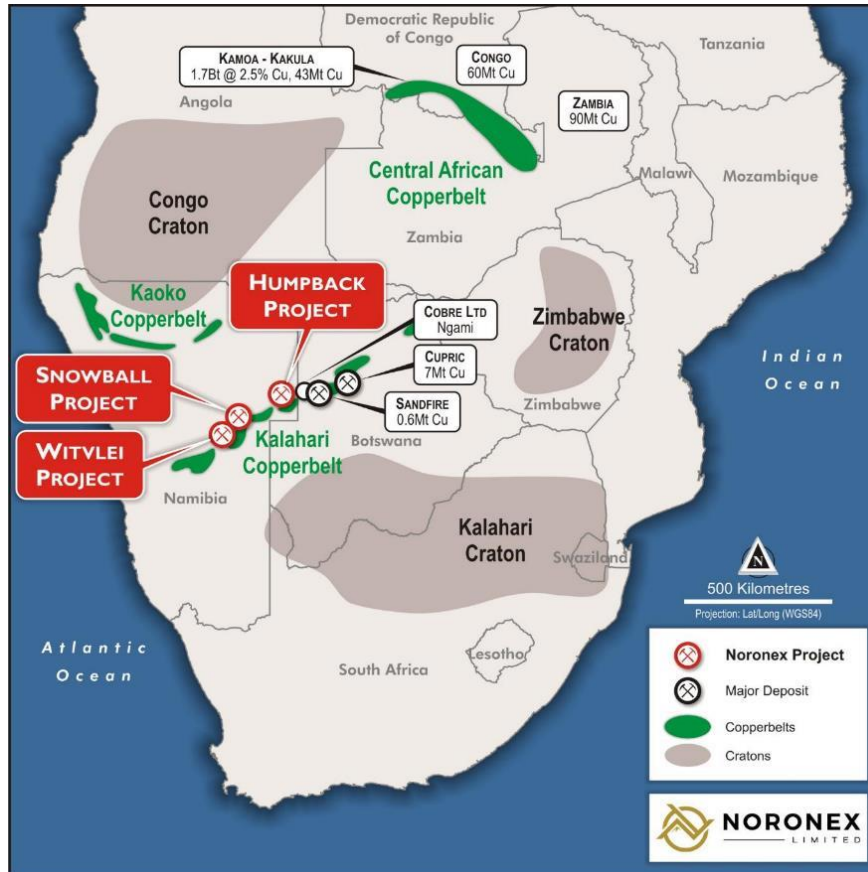 Democratic Republic
of Congo
Tanzania
KAMOA - KAKULA
1.7Bt @ 2.5% Cu, 43Mt Cu
CONGO
60Mt Cu
Angola
ZAMBIA
90Mt Cu
Central African
Copperbelt
Malawi
Mozambique
Congo
Craton
Zambia
Kaoko
Copperbelt
HUMPBACK
PROJECT
COBRE LTD
Ngami
Zimbabwe
Craton
CUPRIC
7Mt Cu
Indian
Ocean
SNOWBALL
PROJECT
SANDFIRE
0.6Mt Cu
Zimbabwe
Botswana
WITVLEI
PROJECT
Kalahari
Copperbelt
Namibia
Kalahari
Craton
Swaziland
N
500 Kilometres
Projection: Lat/Long (WGS84)
Atlantic
Ocean
South Africa
Lesotho
Noronex Project
Major Deposit
Copperbelts
Cratons
NORONEX
LIMITED